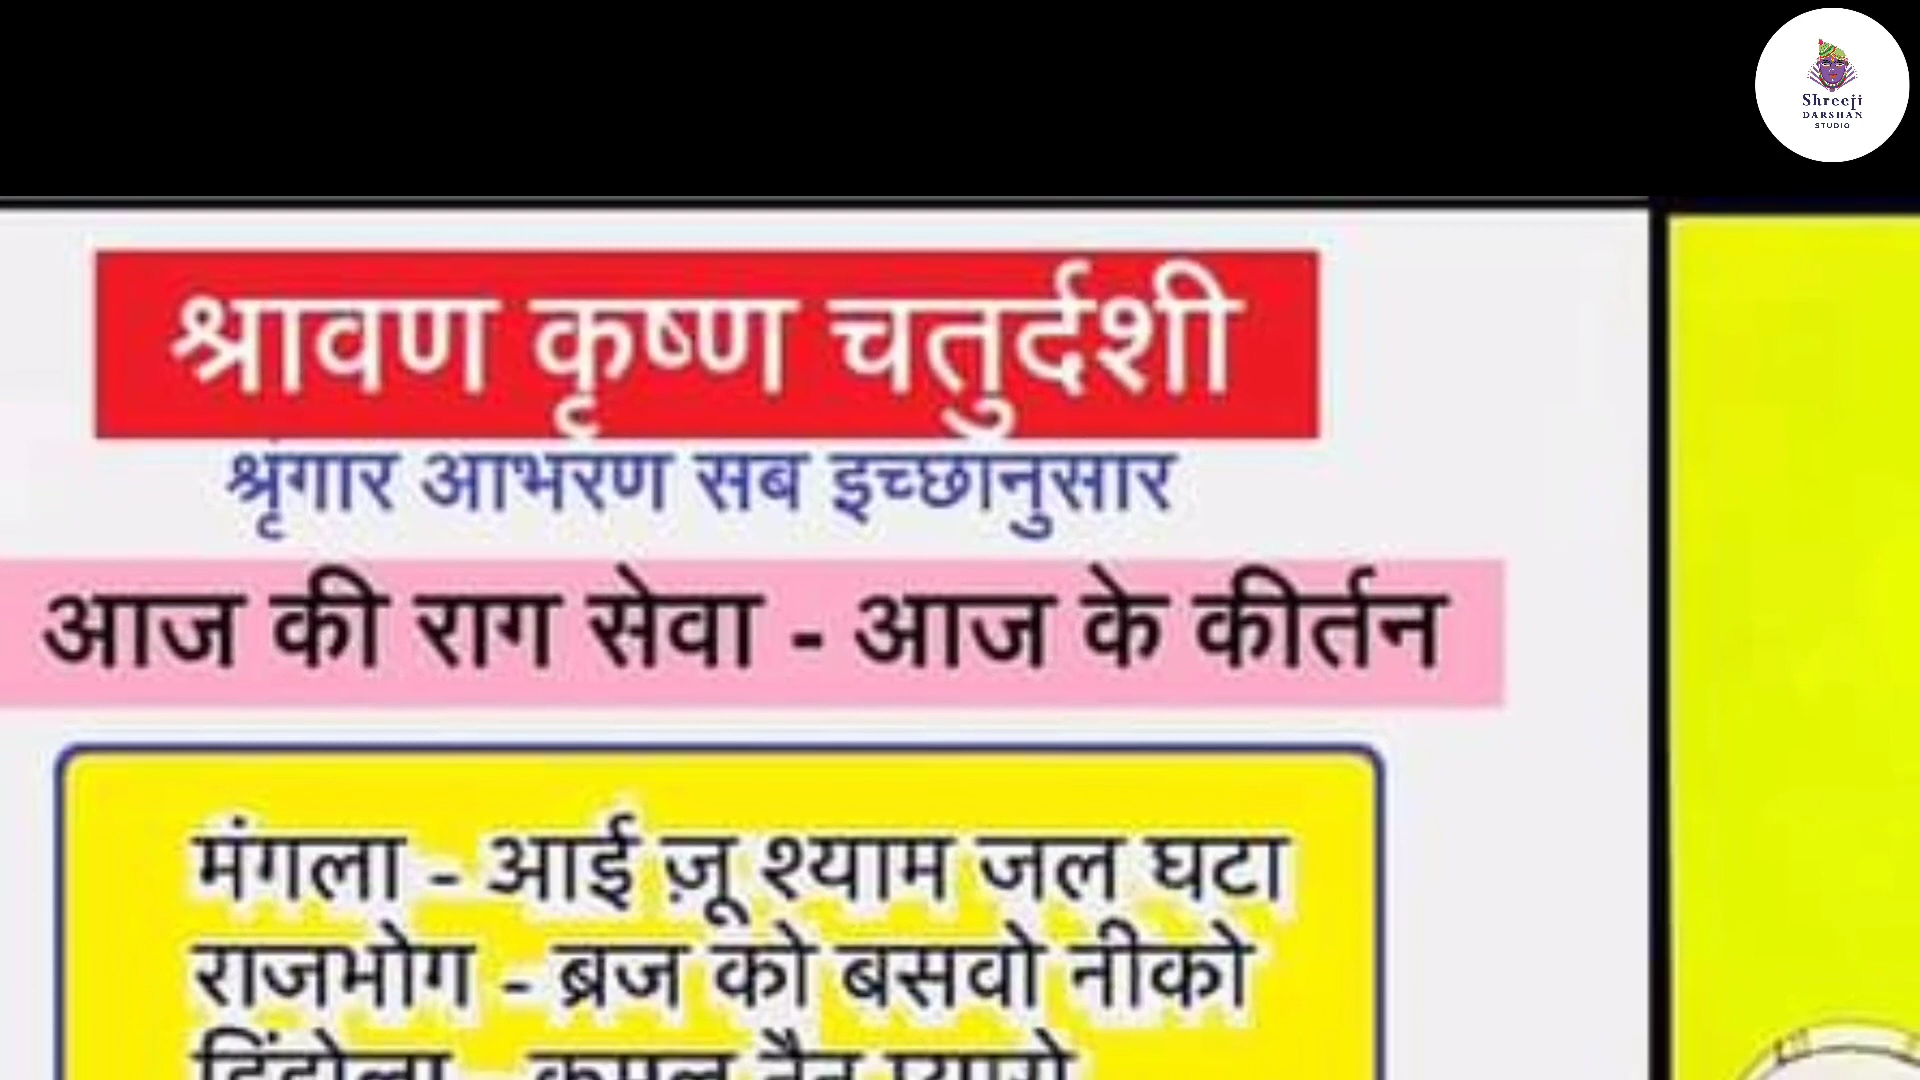 Shreeji
DARSHAN
STUDIO
श्रावण कृष्ण चतुर्दशी
श्रृंगार आभरण सब इच्छानुसार
आज की राग सेवा - आज के कीर्तन
मंगला - आई ज़ू श्याम जल घटा
राजभोग - ब्रज को बसवो नीको